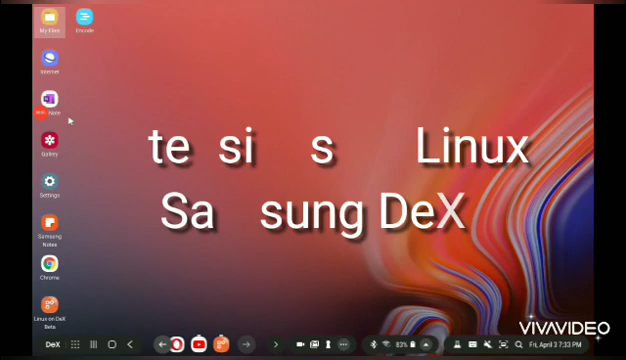 My Files
Encode
Internet
Gallery
Settings
Samsung
Notes
Chrome
Linux on DeX
Beta
te si s Linux
Sa sung DeX
DeX
83%
Fri, April 3 7:33 PM
VIVAVIDEO